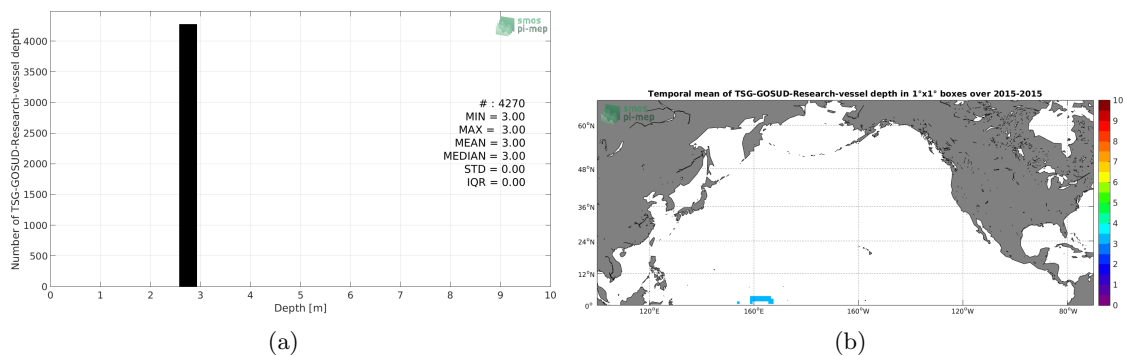 smos
pi-mep
Number of TSG-GOSUD-Research-vessel depth
4000
3500
3000
2500
2000
1500
1000
500
0
# : 4270
MIN = 3.00
MAX = 3.00
MEAN = 3.00
MEDIAN = 3.00
STD = 0.00
IQR = 0.00
0 1 2 3 4 5 6 7 8 9 10
Depth [m]
(a)
Temporal mean of TSG-GOSUD-Research-vessel depth in 1°x1° boxes over 2015-2015
smos
pi-mep
60°N
48°N
36°N
24°N
12°N
0°
120°E 160°E 160°W 120°W 80°W
10
9
8
7
6
5
4
3
2
1
0
(b)